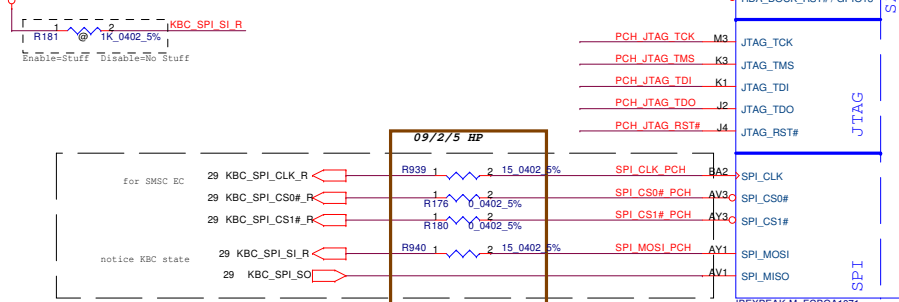 KBC_SPI_SI_R
1 2
R181 @ 1K_0402_5%
Enable=Stuff Disable=No Stuff
PCH_JTAG_TCK M3 JTAG_TCK
PCH_JTAG_TMS K3 JTAG_TMS
PCH_JTAG_TDI K1 JTAG_TDI
PCH_JTAG_TDO J2 JTAG_TDO
PCH_JTAG_RST# J4 JTAG_RST#
JTAG
09/2/5 HP
for SMSC EC
29 KBC_SPI_CLK_R R939 1 2 15_0402_5% SPI_CLK_PCH BA2 SPI_CLK
29 KBC_SPI_CS0#_R R176 1 2 0_0402_5% SPI_CS0#_PCH AV3 SPI_CS0#
29 KBC_SPI_CS1#_R R180 1 2 0_0402_5% SPI_CS1#_PCH AY3 SPI_CS1#
29 KBC_SPI_SI_R R940 1 2 15_0402_5% SPI_MOSI_PCH AY1 SPI_MOSI
notice KBC state
29 KBC_SPI_SO AV1 SPI_MISO
SPI